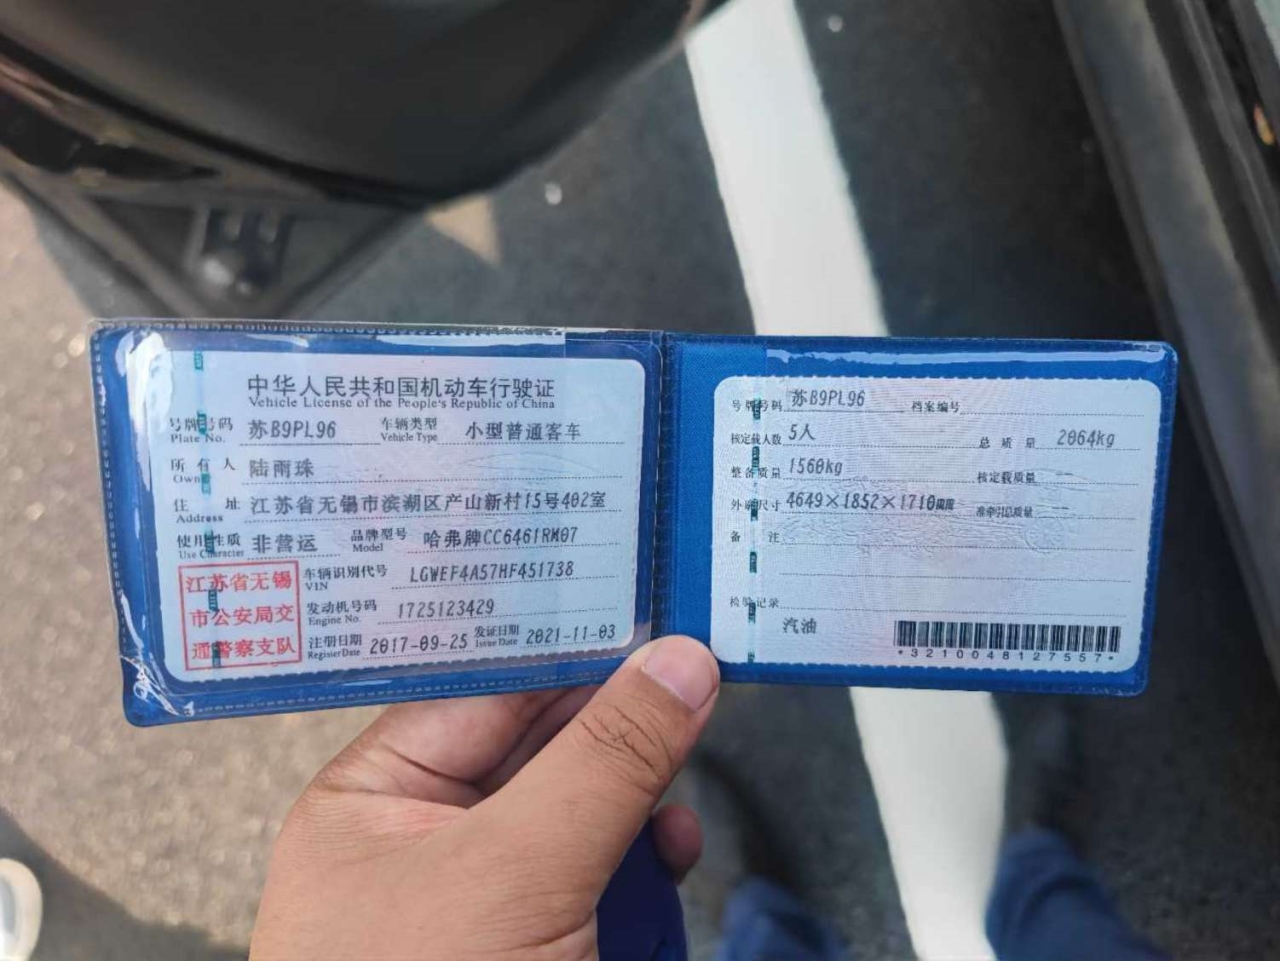 中华人民共和国机动车行驶证
Vehicle License of the People's Republic of China
号牌号码 苏B9PL96 车辆类型 小型普通客车
Plate No. Vehicle Type
所有人 陆雨珠
Owner
住址 江苏省无锡市滨湖区产山新村15号402室
Address
使用性质 非营运 品牌型号 哈弗牌CC6461RM07
Use Character Model
江苏省无锡
市公安局交
通警察支队
车辆识别代号 LGWEF4A57HF451738
VIN
发动机号码 1725123429
Engine No.
注册日期 2017-09-25 发证日期 2021-11-03
Register Date Issue Date
号牌号码 苏B9PL96 档案编号
核定载人数 5人 总质量 2064kg
整备质量 1560kg 核定载质量 --
外廓尺寸 4649×1852×1710mm 准牵引总质量 --
备注
检验记录
汽油
*3210048127557*